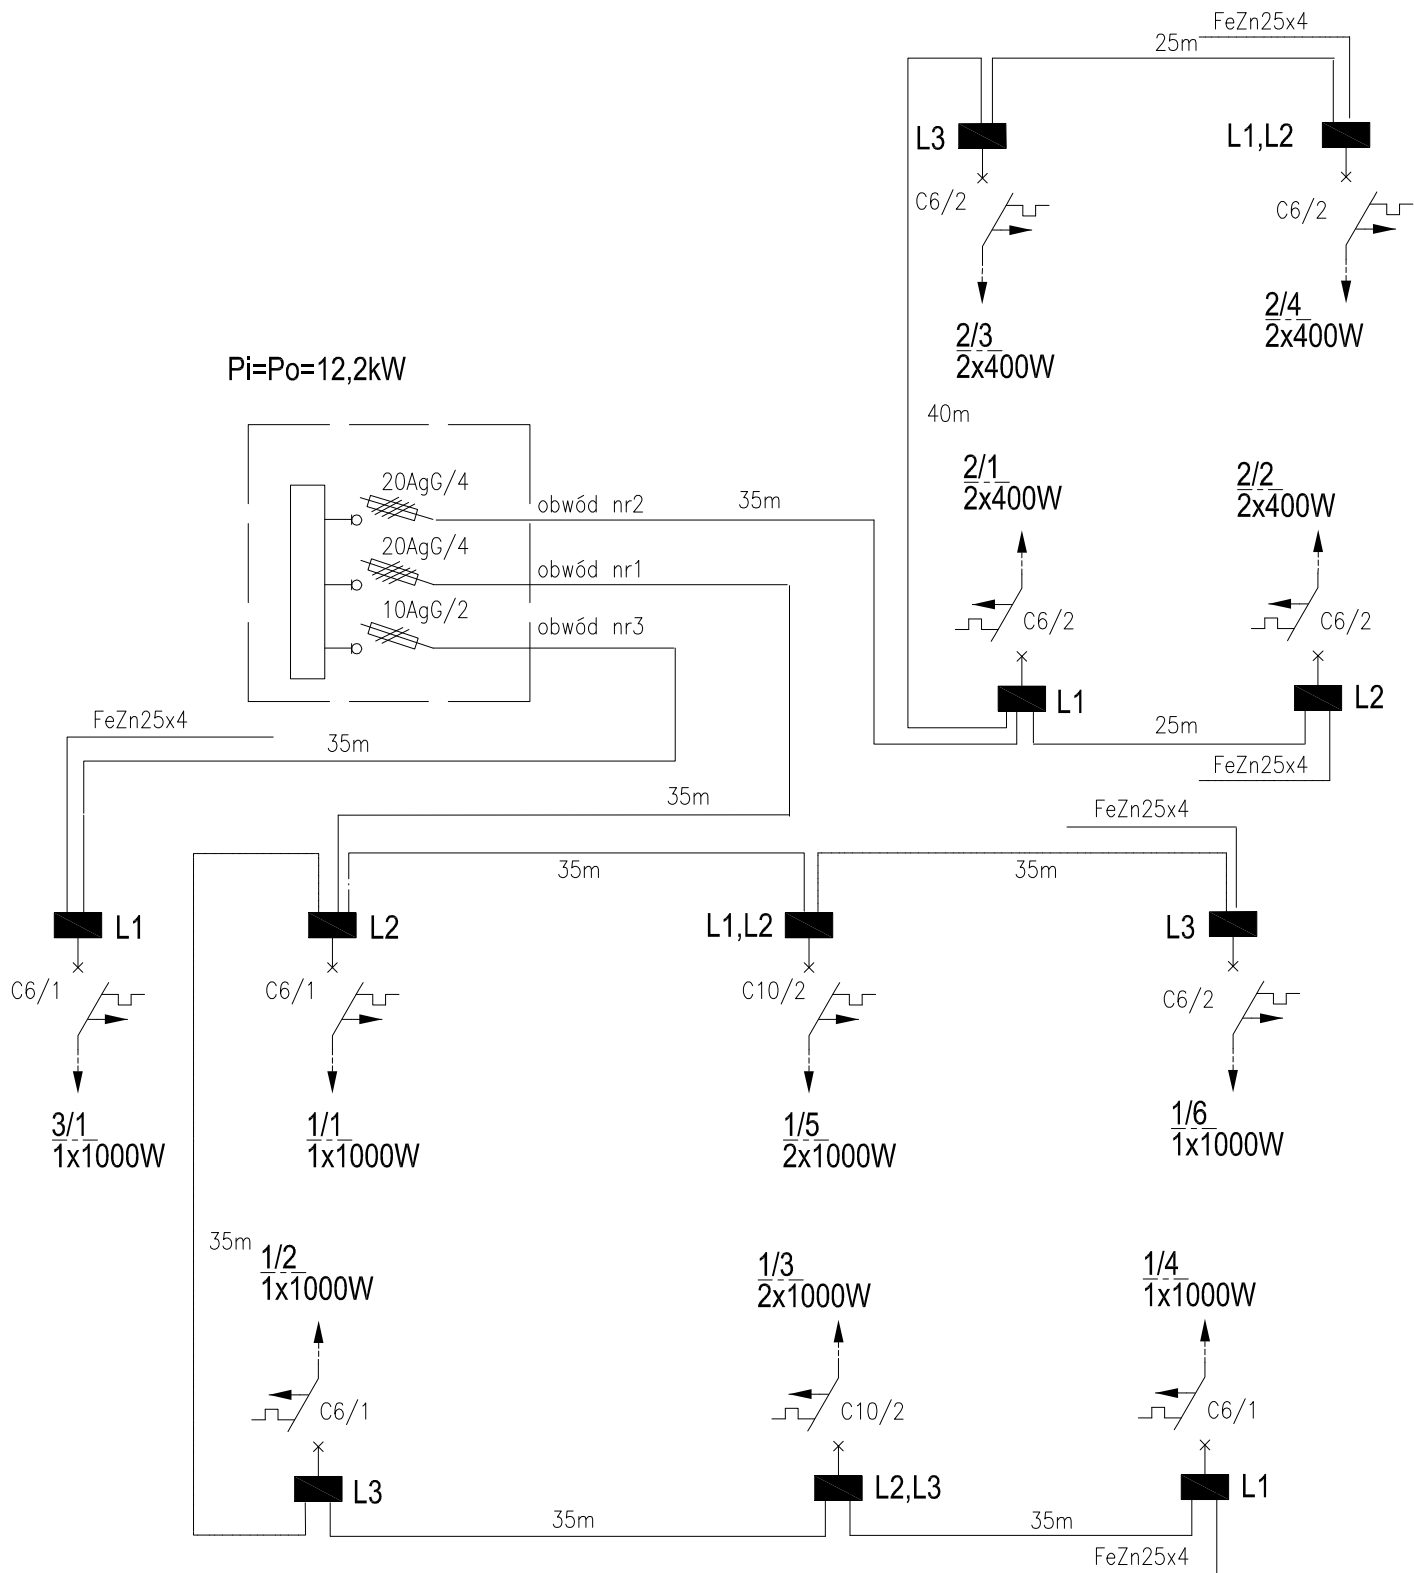 FeZn25x4
25m
L3
L1,L2
C6/2
C6/2
2/3
2x400W
2/4
2x400W
Pi=Po=12,2kW
40m
2/1
2x400W
2/2
2x400W
20AgG/4
obwód nr2
35m
20AgG/4
obwód nr1
10AgG/2
obwód nr3
C6/2
C6/2
L1
L2
25m
FeZn25x4
FeZn25x4
35m
35m
FeZn25x4
35m
35m
L1
L2
L1,L2
L3
C6/1
C6/1
C10/2
C6/2
3/1
1x1000W
1/1
1x1000W
1/5
2x1000W
1/6
1x1000W
35m
1/2
1x1000W
1/3
2x1000W
1/4
1x1000W
C6/1
C10/2
C6/1
L3
L2,L3
L1
35m
35m
FeZn25x4